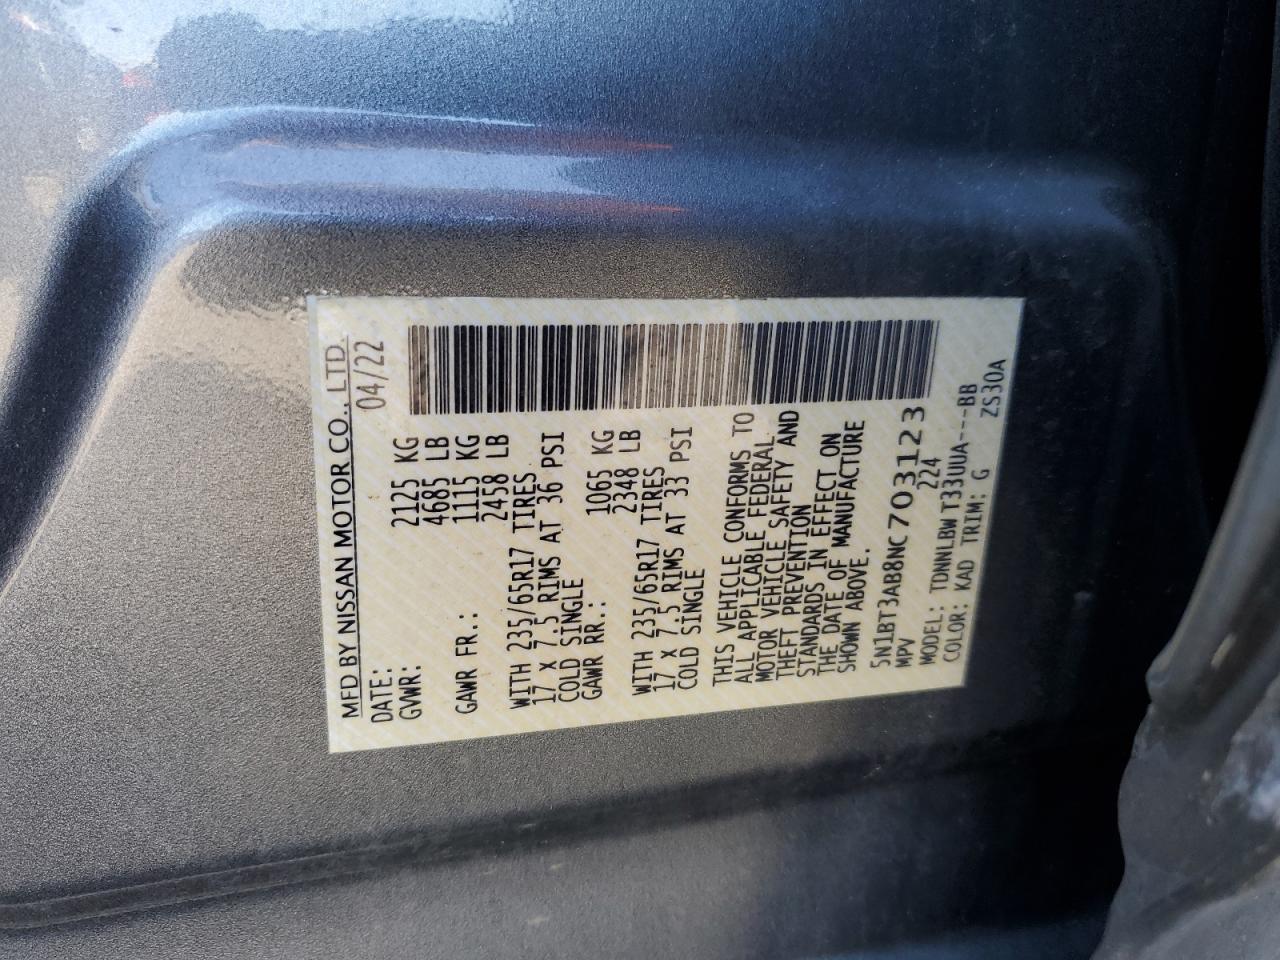 MFD BY NISSAN MOTOR CO., LTD.
DATE: 04/22
GVWR: 2125 KG
4685 LB
GAWR FR.: 1115 KG
2458 LB
WITH 235/65R17 TIRES
17 X 7.5 RIMS AT 36 PSI
COLD SINGLE
GAWR RR.: 1065 KG
2348 LB
WITH 235/65R17 TIRES
17 X 7.5 RIMS AT 33 PSI
COLD SINGLE
THIS VEHICLE CONFORMS TO
ALL APPLICABLE FEDERAL
MOTOR VEHICLE SAFETY AND
THEFT PREVENTION
STANDARDS IN EFFECT ON
THE DATE OF MANUFACTURE
SHOWN ABOVE.
5N1BT3AB8NC703123
MPV 224
MODEL: TDNNLBW T33UUA---BB
COLOR: KAD TRIM: G ZS30A